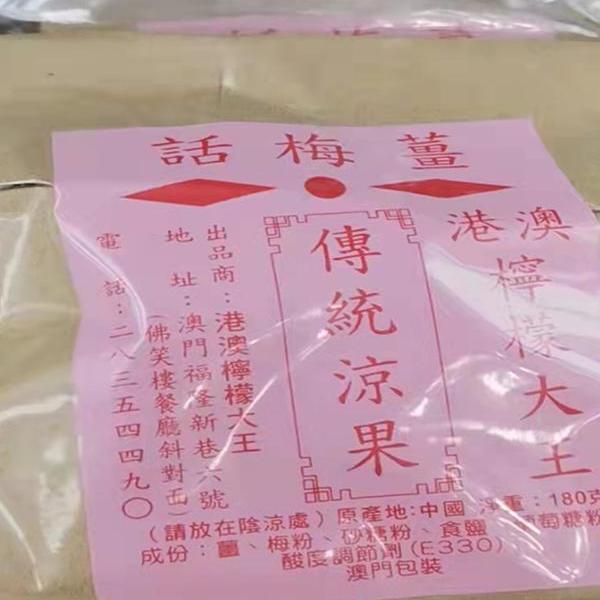 薑梅話
港澳
檸檬大王
傳統涼果
出品商：港澳檸檬大王
地址：澳門福隆新巷六號
(佛笑樓餐廳斜對面)
電話：二八三五四四九〇
(請放在陰涼處) 原產地:中國 淨重：180克
成份：薑、梅粉、砂糖粉、食鹽 葡萄糖粉
酸度調節劑 (E330)
澳門包裝